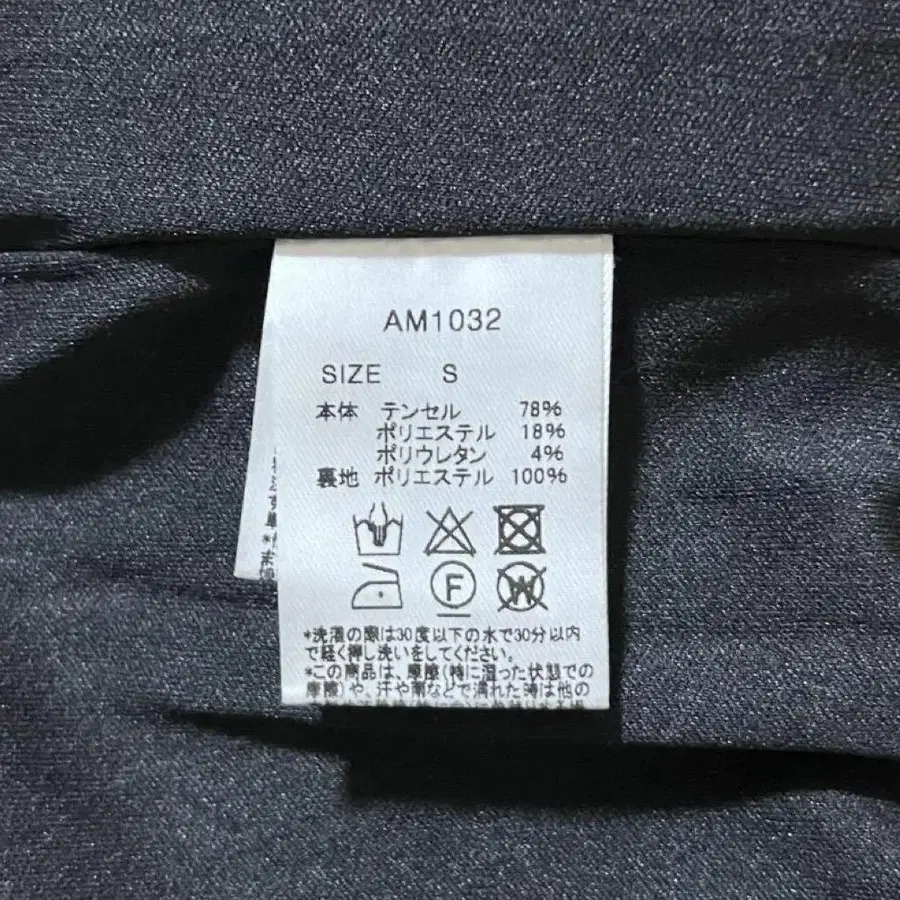 AM1032
SIZE S
本体 テンセル 78%
ポリエステル 18%
ポリウレタン 4%
裏地 ポリエステル 100%
F
W
*洗濯の際は30度以下の水で30分以内
で軽く押し洗いをしてください。
*この商品は、摩擦(特に湿った状態での
摩擦)や、汗や雨などで濡れた時は他の